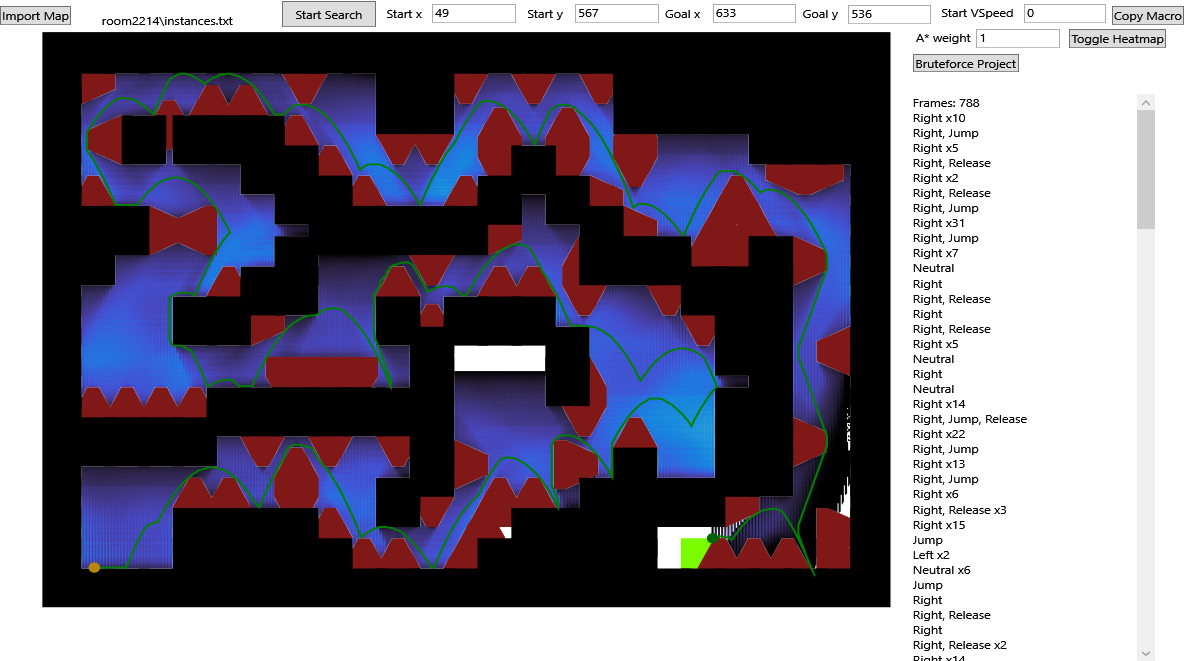 Import Map
room2214\instances.txt
Start Search
Start x 49
Start y 567
Goal x 633
Goal y 536
Start VSpeed 0
Copy Macro
A* weight 1
Toggle Heatmap
Bruteforce Project
Frames: 788
Right x10
Right, Jump
Right x5
Right, Release
Right x2
Right, Release
Right, Jump
Right x31
Right, Jump
Right x7
Neutral
Right
Right, Release
Right
Right, Release
Right x5
Neutral
Right
Neutral
Right x14
Right, Jump, Release
Right x22
Right, Jump
Right x13
Right, Jump
Right x6
Right, Release x3
Right x15
Jump
Left x2
Neutral x6
Jump
Right
Right, Release
Right
Right, Release x2
Right x14